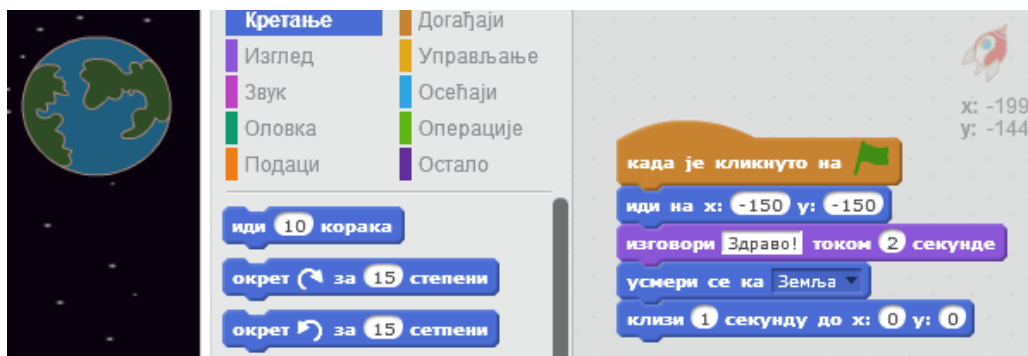 Кретање
Догађаји
Изглед
Управљање
Звук
Осећаји
Оловка
Операције
Подаци
Остало
иди 10 корака
окрет за 15 степени
окрет за 15 сетпени
x: -199
y: -144
када је кликнуто на
иди на x: -150 y: -150
изговори Здраво! током 2 секунде
усмери се ка Земља
клизи 1 секунду до x: 0 y: 0